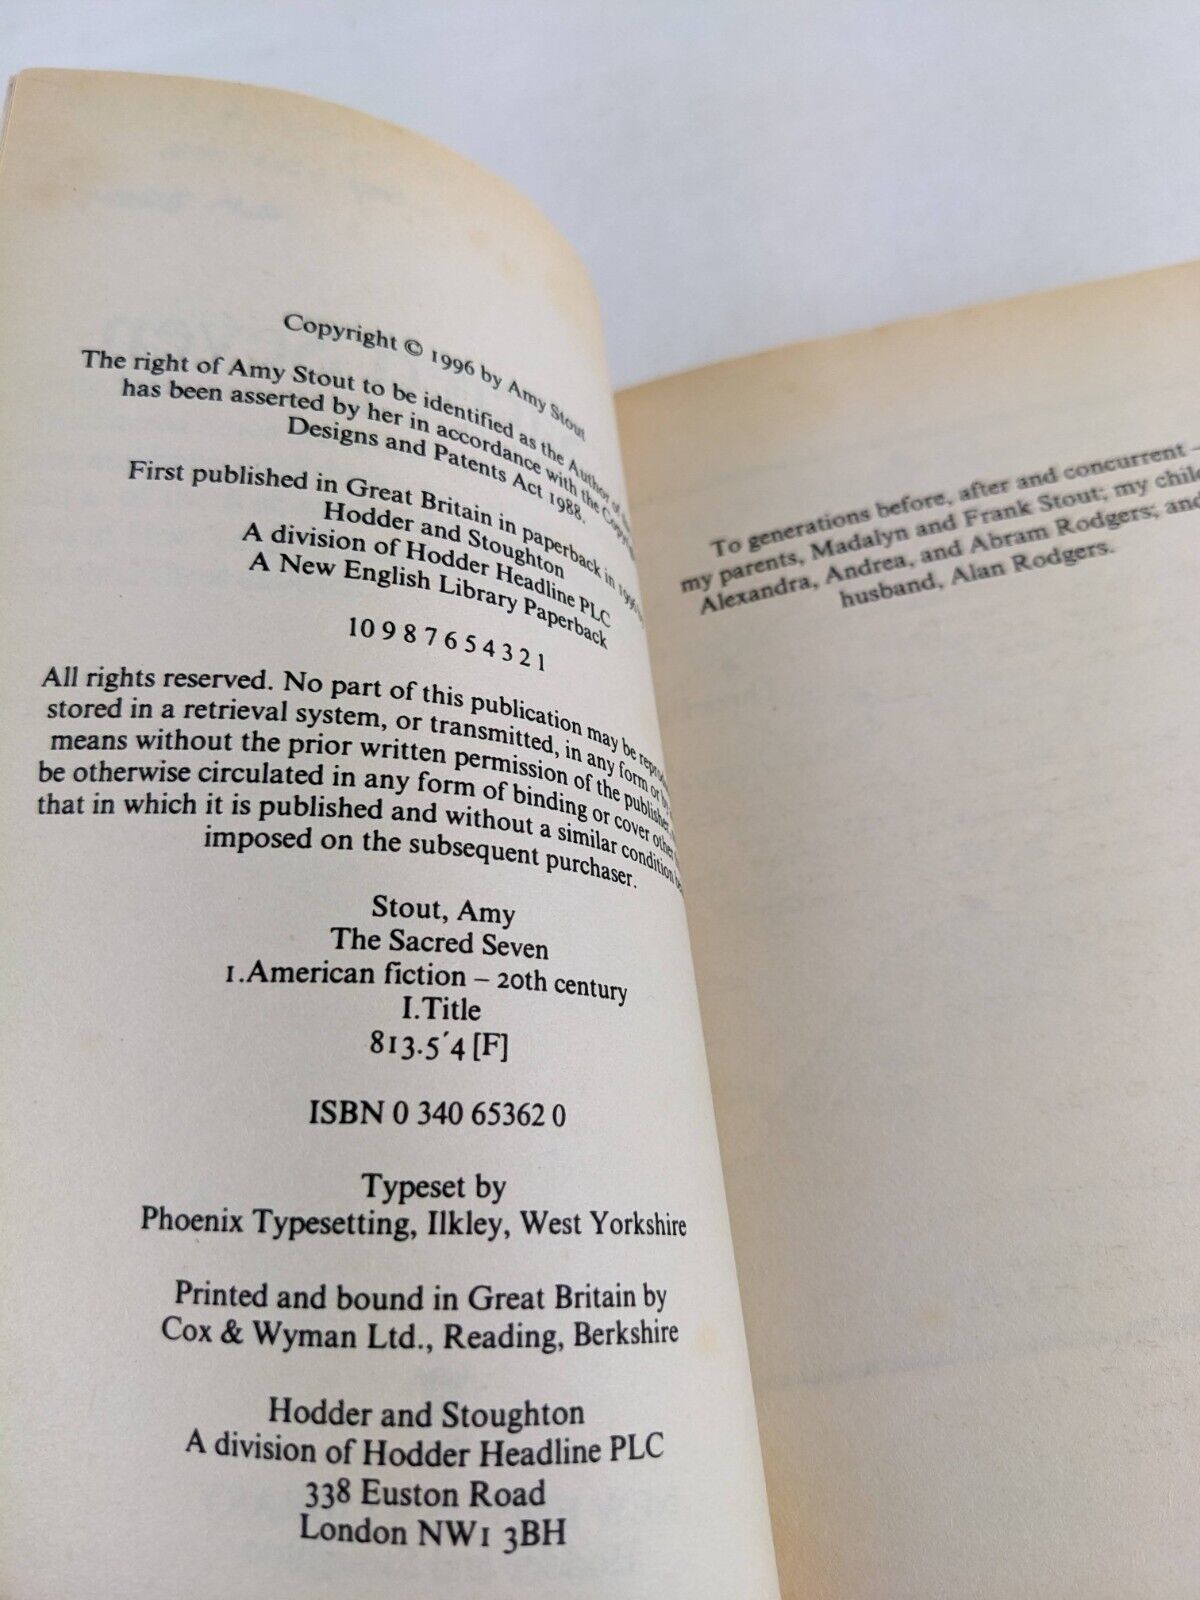 Copyright © 1996 by Amy Stout
The right of Amy Stout to be identified as the Author of
has been asserted by her in accordance with the
Designs and Patents Act 1988.
First published in Great Britain in paperback in 1996
Hodder and Stoughton
A division of Hodder Headline PLC
A New English Library Paperback
10 9 8 7 6 5 4 3 2 1
All rights reserved. No part of this publication may be
stored in a retrieval system, or transmitted, in any form or by
means without the prior written permission of the publisher,
be otherwise circulated in any form of binding or cover other
that in which it is published and without a similar condition
imposed on the subsequent purchaser.
Stout, Amy
The Sacred Seven
1.American fiction – 20th century
I.Title
813.5´4 [F]
ISBN 0 340 65362 0
Typeset by
Phoenix Typesetting, Ilkley, West Yorkshire
Printed and bound in Great Britain by
Cox & Wyman Ltd., Reading, Berkshire
Hodder and Stoughton
A division of Hodder Headline PLC
338 Euston Road
London NW1 3BH
To generations before, after and concurrent –
my parents, Madalyn and Frank Stout; my
Alexandra, Andrea, and Abram Rodgers; and
husband, Alan Rodgers.